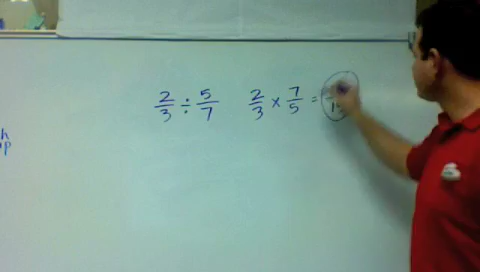 2/3 ÷ 5/7 2/3 × 7/5 =
h
p